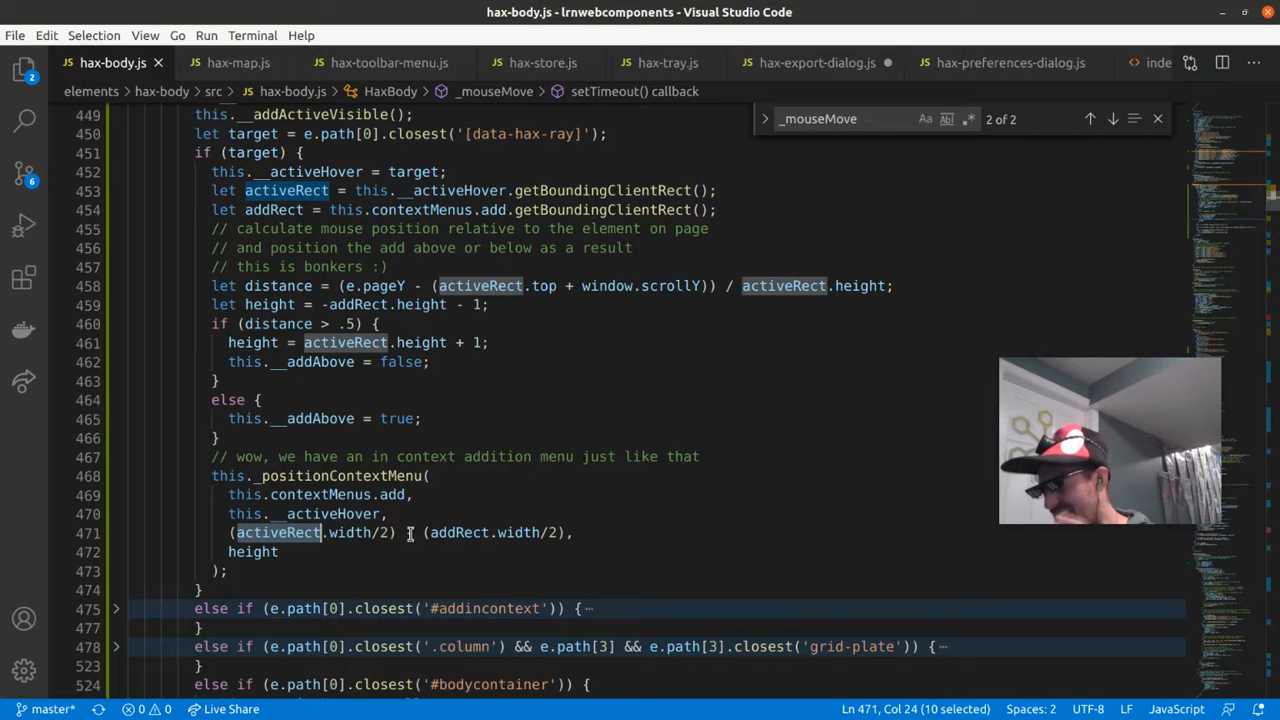 hax-body.js - lrnwebcomponents - Visual Studio Code
File Edit Selection View Go Run Terminal Help
hax-body.js hax-map.js hax-toolbar-menu.js hax-store.js hax-tray.js hax-export-dialog.js hax-preferences-dialog.js inde
elements > hax-body > src > hax-body.js > HaxBody > _mouseMove > setTimeout() callback
_mouseMove 2 of 2
449 this.__addActiveVisible();
450 let target = e.path[0].closest('[data-hax-ray]');
451 if (target) {
452 this.__activeHover = target;
453 let activeRect = this.__activeHover.getBoundingClientRect();
454 let addRect = this.contextMenus.add.getBoundingClientRect();
455 // calculate mouse position relative to the element on page
456 // and position the add above or below as a result
457 // this is bonkers :)
458 let distance = (e.pageY - (activeRect.top + window.scrollY)) / activeRect.height;
459 let height = -addRect.height - 1;
460 if (distance > .5) {
461 height = activeRect.height + 1;
462 this.__addAbove = false;
463 }
464 else {
465 this.__addAbove = true;
466 }
467 // wow, we have an in context addition menu just like that
468 this._positionContextMenu(
469 this.contextMenus.add,
470 this.__activeHover,
471 (activeRect.width/2) (addRect.width/2),
472 height
473 );
474 }
475 else if (e.path[0].closest('#addincontext')) {
477 }
478 else if (e.path[0].closest('.column') && e.path[3] && e.path[3].closest('grid-plate')) {
523 }
524 else if (e.path[0].closest('#bodycontainer')) {
2
6
master* 0 0 Live Share Ln 471, Col 24 (10 selected) Spaces: 2 UTF-8 LF JavaScript